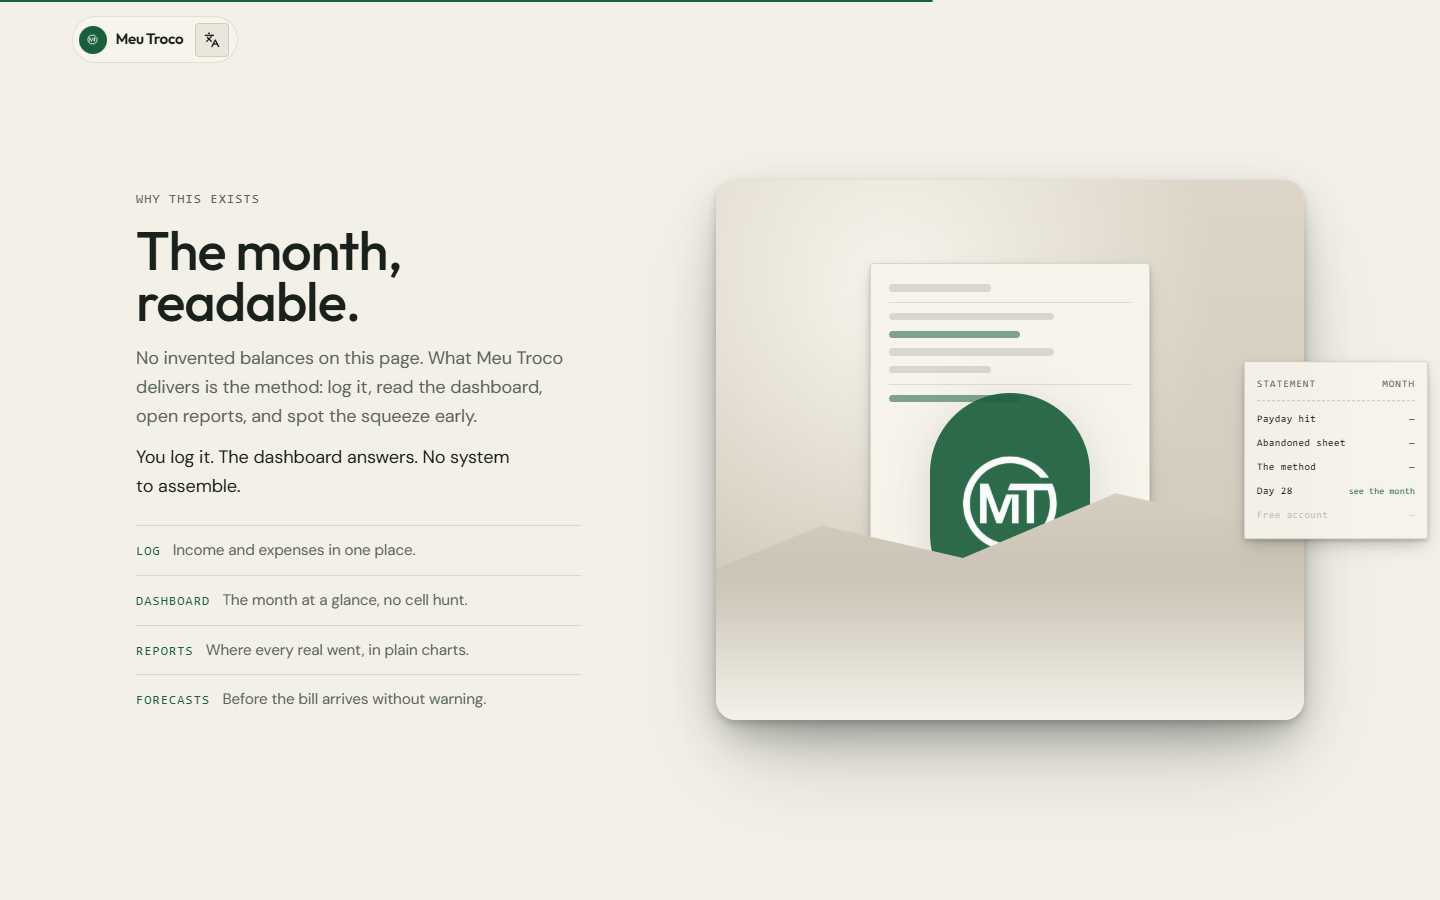 Meu Troco
WHY THIS EXISTS
The month,
readable.
No invented balances on this page. What Meu Troco
delivers is the method: log it, read the dashboard,
open reports, and spot the squeeze early.
You log it. The dashboard answers. No system
to assemble.
LOG Income and expenses in one place.
DASHBOARD The month at a glance, no cell hunt.
REPORTS Where every real went, in plain charts.
FORECASTS Before the bill arrives without warning.
MT
STATEMENT MONTH
Payday hit —
Abandoned sheet —
The method —
Day 28 see the month
Free account —